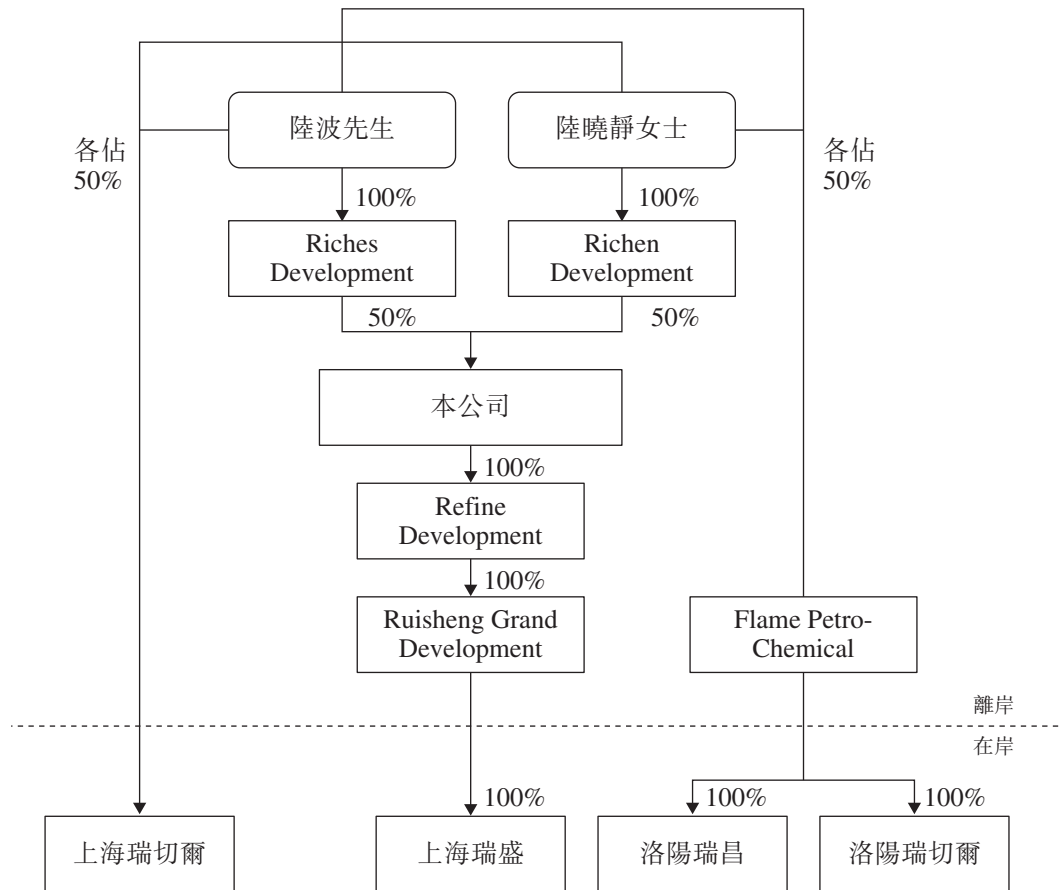 陸波先生
陸曉靜女士
各佔
50%
各佔
50%
100%
100%
Riches
Development
Richen
Development
50%
50%
本公司
100%
Refine
Development
100%
Ruisheng Grand
Development
Flame Petro-
Chemical
離岸
在岸
100%
100%
100%
上海瑞切爾
上海瑞盛
洛陽瑞昌
洛陽瑞切爾